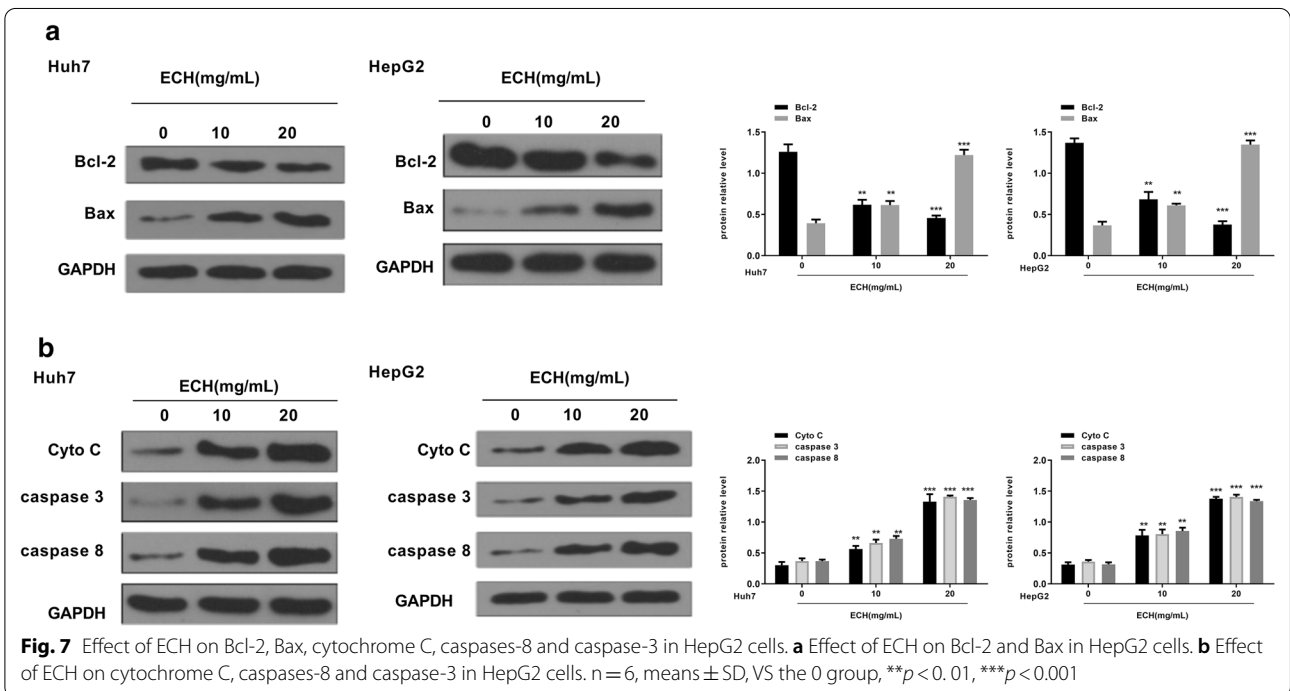 a
Huh7
ECH(mg/mL)
0 10 20
Bcl-2
Bax
GAPDH
HepG2
ECH(mg/mL)
0 10 20
Bcl-2
Bax
GAPDH
Bcl-2
Bax
protein relative level
1.5
1.0
0.5
0.0
** **
*** ***
0 10 20
Huh7
ECH(mg/mL)
Bcl-2
Bax
protein relative level
1.5
1.0
0.5
0.0
** **
*** ***
0 10 20
HepG2
ECH(mg/mL)
b
Huh7
ECH(mg/mL)
0 10 20
Cyto C
caspase 3
caspase 8
GAPDH
HepG2
ECH(mg/mL)
0 10 20
Cyto C
caspase 3
caspase 8
GAPDH
Cyto C
caspase 3
caspase 8
protein relative level
2.0
1.5
1.0
0.5
0.0
** ** **
*** *** ***
0 10 20
Huh7
ECH(mg/mL)
Cyto C
caspase 3
caspase 8
protein relative level
2.0
1.5
1.0
0.5
0.0
** ** **
*** *** ***
0 10 20
HepG2
ECH(mg/mL)
Fig. 7 Effect of ECH on Bcl-2, Bax, cytochrome C, caspases-8 and caspase-3 in HepG2 cells. a Effect of ECH on Bcl-2 and Bax in HepG2 cells. b Effect
of ECH on cytochrome C, caspases-8 and caspase-3 in HepG2 cells. n = 6, means ± SD, VS the 0 group, **p < 0. 01, ***p < 0.001